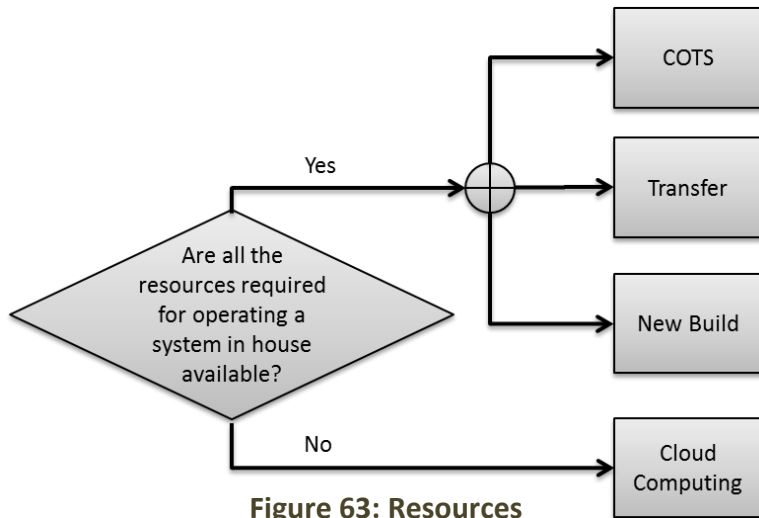 COTS
Yes
Transfer
Are all the
resources required
for operating a
system in house
available?
New Build
No
Cloud
Computing
Figure 63: Resources